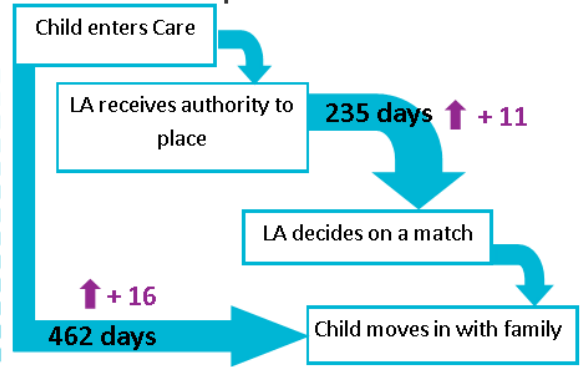 Child enters Care
LA receives authority to
place
235 days + 11
LA decides on a match
+ 16
462 days
Child moves in with family